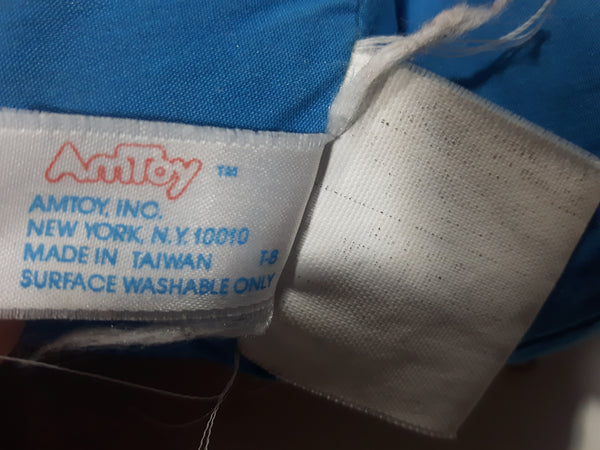 AmToy ™
AMTOY, INC.
NEW YORK, N.Y. 10010
MADE IN TAIWAN T-8
SURFACE WASHABLE ONLY